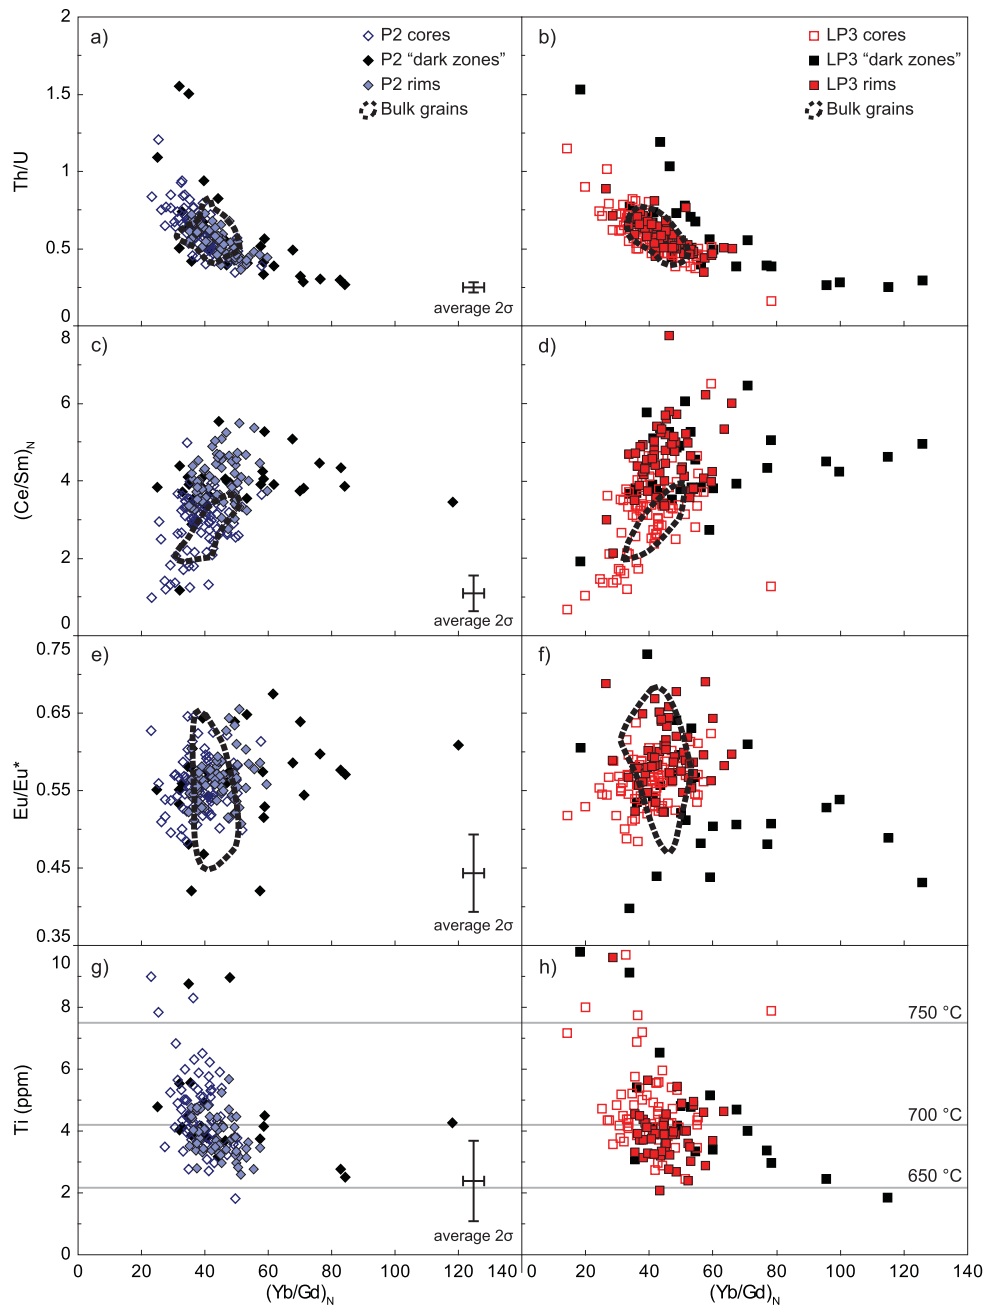 a)
P2 cores
P2 “dark zones”
P2 rims
Bulk grains
average 2σ
Th/U
2
1.5
1
0.5
0
b)
LP3 cores
LP3 “dark zones”
LP3 rims
Bulk grains
c)
average 2σ
(Ce/Sm)N
8
6
4
2
0
d)
e)
average 2σ
Eu/Eu*
0.75
0.65
0.55
0.45
0.35
f)
g)
average 2σ
Ti (ppm)
10
8
6
4
2
0
h)
750 °C
700 °C
650 °C
0 20 40 60 80 100 120 0 20 40 60 80 100 120 140
(Yb/Gd)N
(Yb/Gd)N